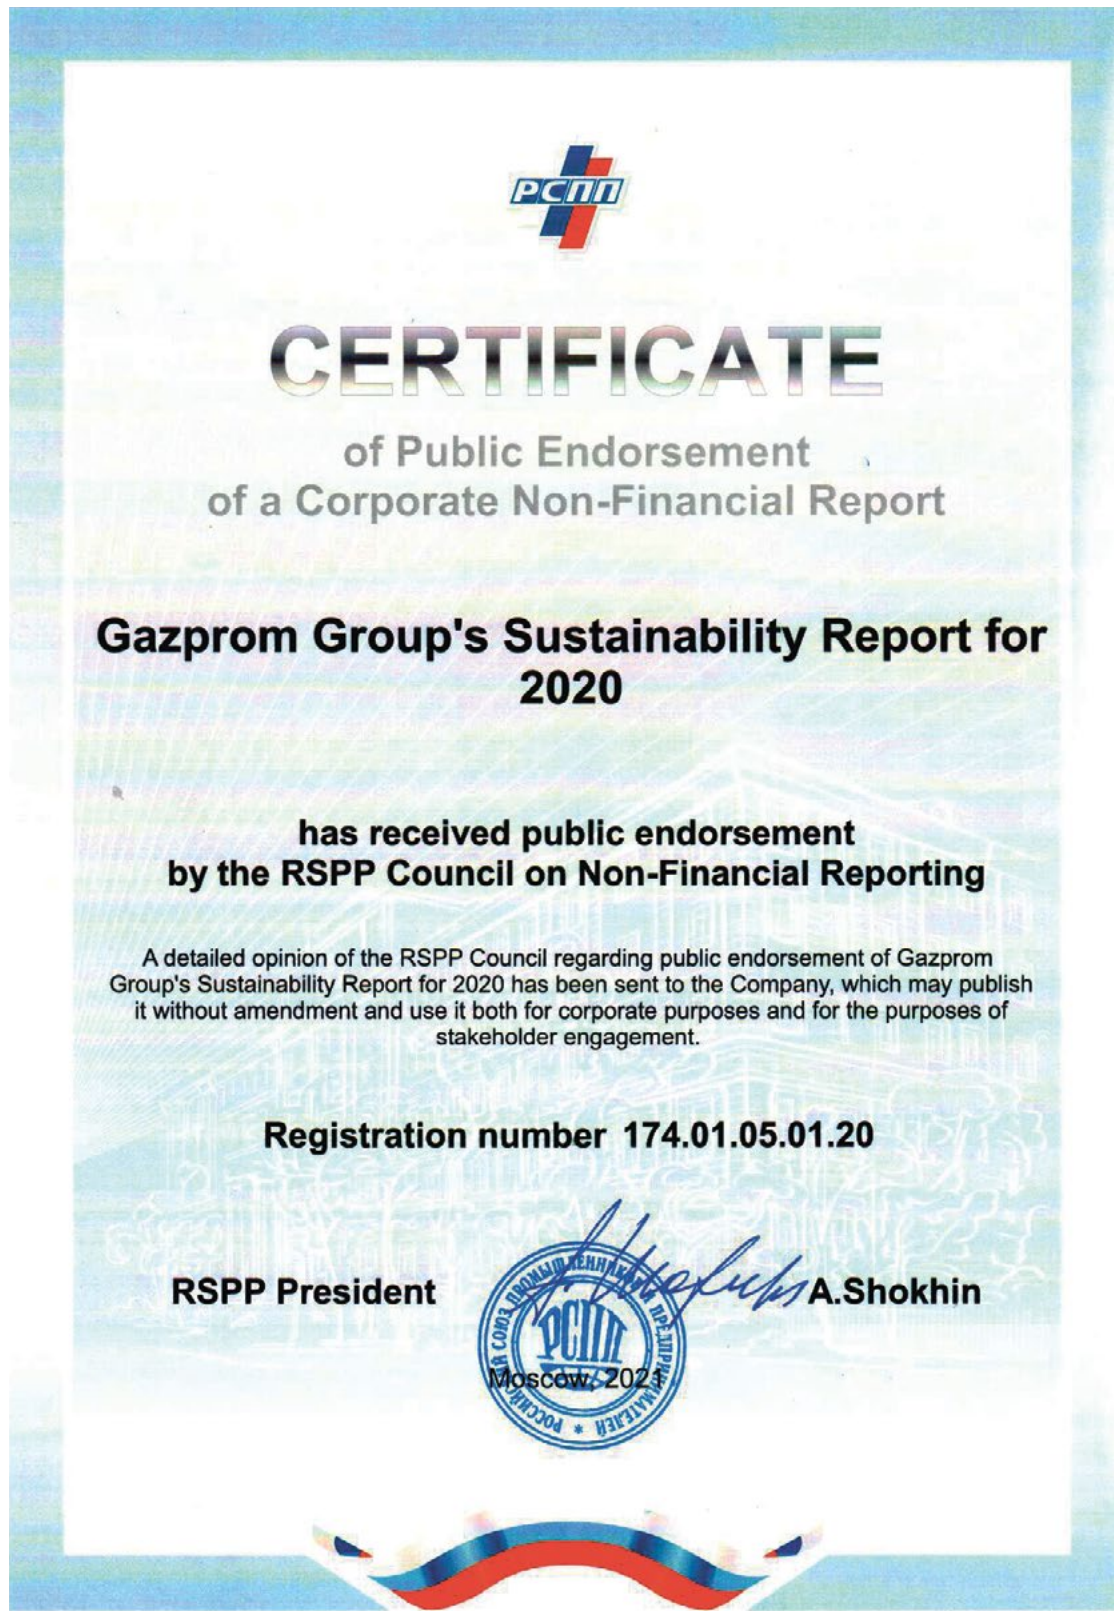 РСПП
CERTIFICATE
of Public Endorsement
of a Corporate Non-Financial Report
Gazprom Group's Sustainability Report for
2020
has received public endorsement
by the RSPP Council on Non-Financial Reporting
A detailed opinion of the RSPP Council regarding public endorsement of Gazprom
Group's Sustainability Report for 2020 has been sent to the Company, which may publish
it without amendment and use it both for corporate purposes and for the purposes of
stakeholder engagement.
Registration number 174.01.05.01.20
RSPP President
A.Shokhin
РОССИЙСКИЙ СОЮЗ ПРОМЫШЛЕННИКОВ И ПРЕДПРИНИМАТЕЛЕЙ *
РСПП
Moscow, 2021